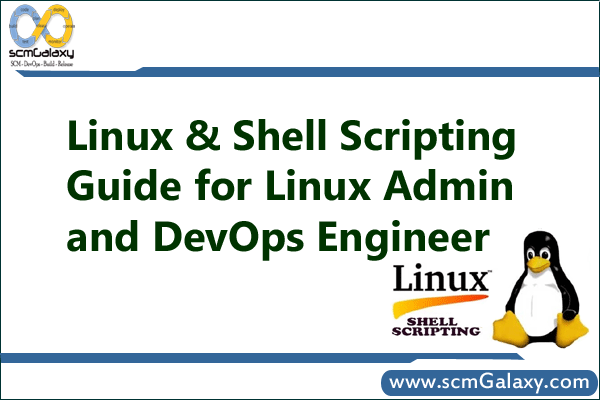 scmGalaxy
SCM - DevOps - Build - Release
Linux & Shell Scripting
Guide for Linux Admin
and DevOps Engineer
Linux™
SHELL
SCRIPTING
www.scmGalaxy.com